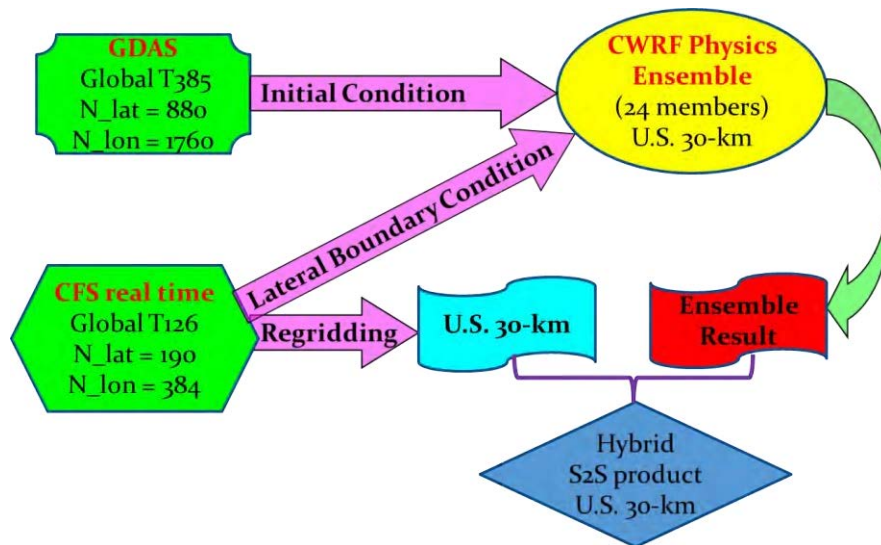 GDAS
Global T385
N_lat = 880
N_lon = 1760
Initial Condition
CWRF Physics
Ensemble
(24 members)
U.S. 30-km
Lateral Boundary Condition
CFS real time
Global T126
N_lat = 190
N_lon = 384
Regridding
U.S. 30-km
Ensemble
Result
Hybrid
S2S product
U.S. 30-km